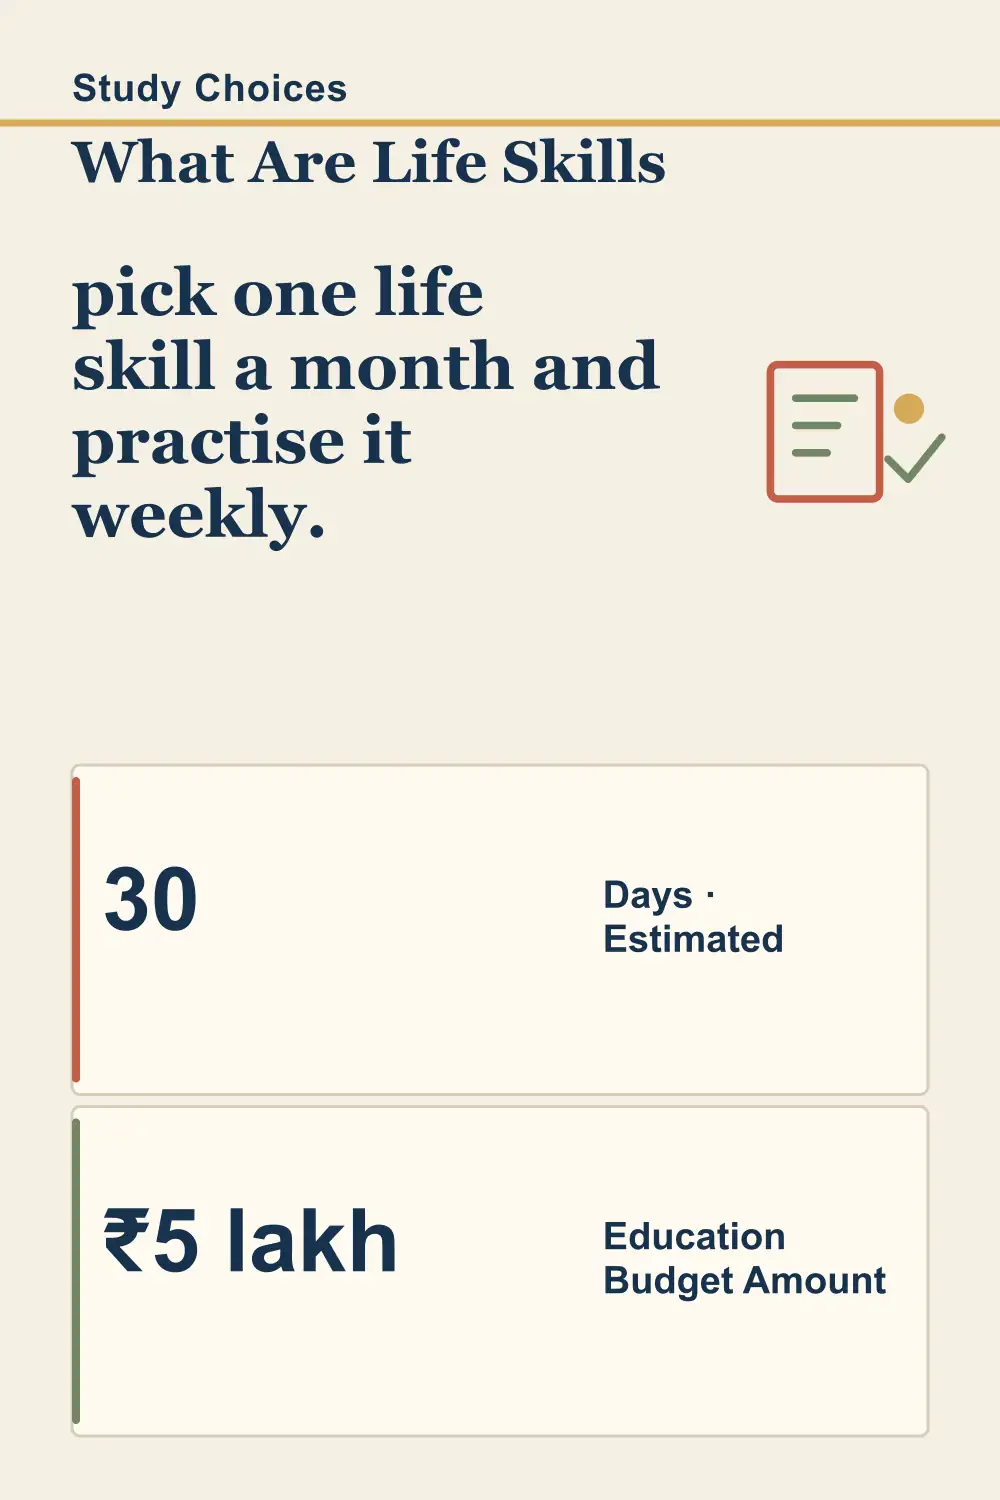 Study Choices
What Are Life Skills
pick one life
skill a month and
practise it
weekly.
30
Days ·
Estimated
₹5 lakh
Education
Budget Amount